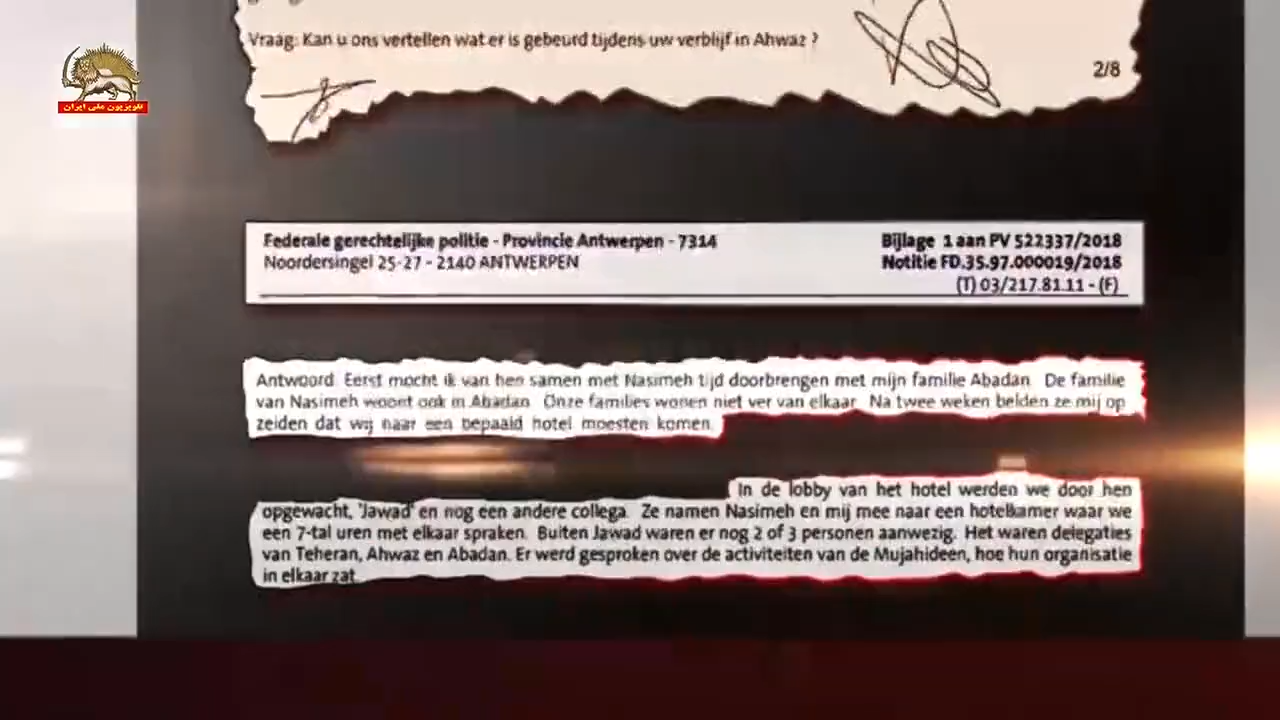 Vraag: Kan u ons vertellen wat er is gebeurd tijdens uw verblijf in Ahwaz ?
2/8
تلویزیون ملی ایران
Federale gerechtelijke politie - Provincie Antwerpen - 7314
Noordersingel 25-27 - 2140 ANTWERPEN
Bijlage 1 aan PV 522337/2018
Notitie FD.35.97.000019/2018
(T) 03/217.81.11 - (F)
Antwoord: Eerst mocht ik van hen samen met Nasimeh tijd doorbrengen met mijn familie Abadan. De familie
van Nasimeh woont ook in Abadan. Onze families wonen niet ver van elkaar. Na twee weken belden ze mij op
zeiden dat wij naar een bepaald hotel moesten komen.
In de lobby van het hotel werden we door hen
opgewacht, 'Jawad' en nog een andere collega. Ze namen Nasimeh en mij mee naar een hotelkamer waar we
een 7-tal uren met elkaar spraken. Buiten Jawad waren er nog 2 of 3 personen aanwezig. Het waren delegaties
van Teheran, Ahwaz en Abadan. Er werd gesproken over de activiteiten van de Mujahideen, hoe hun organisatie
in elkaar zat.